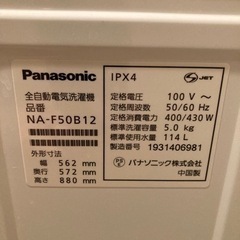 Panasonic
全自動電気洗濯機
品番
NA-F50B12
外形寸法
幅 562 mm
奥行 572 mm
高さ 880 mm
IPX4
JET
定格電圧： 100 V～
定格周波数： 50/60 Hz
定格消費電力：400/430 W
標準洗濯容量：5.0 kg
標準使用水量： 114 L
製造番号 1931406981
パナソニック株式会社
中国製